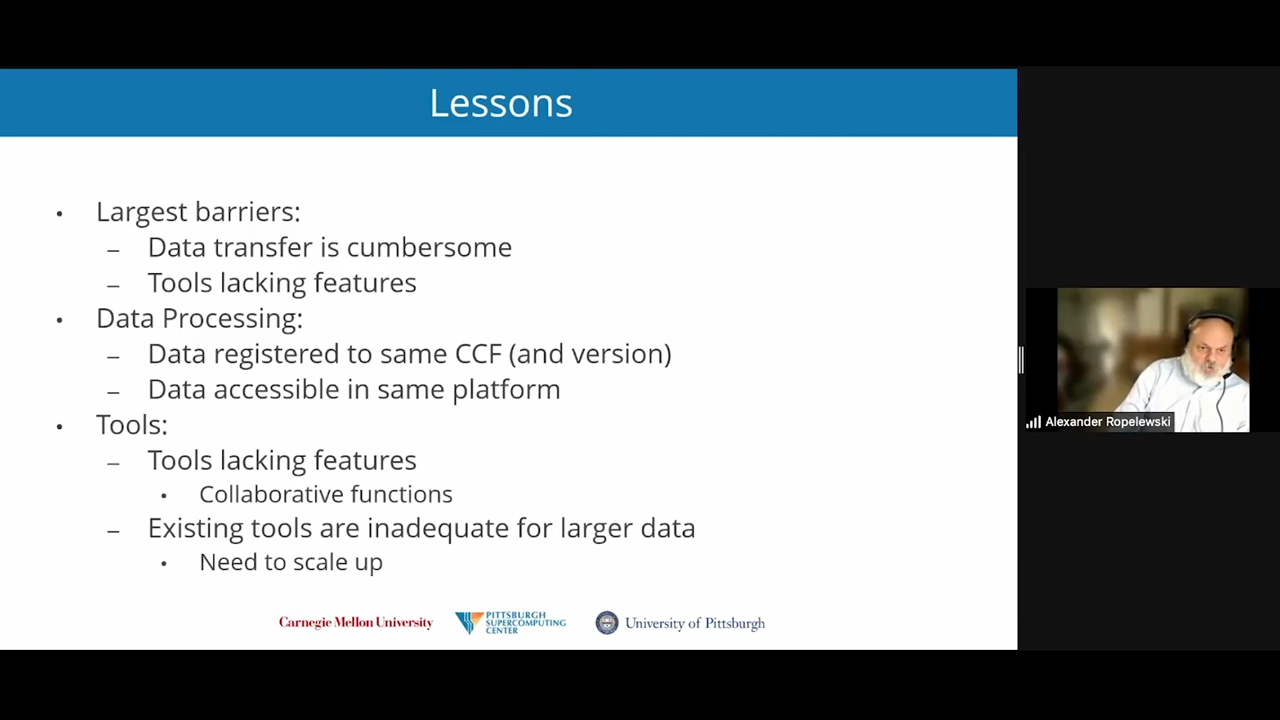 Lessons
• Largest barriers:
– Data transfer is cumbersome
– Tools lacking features
• Data Processing:
– Data registered to same CCF (and version)
– Data accessible in same platform
• Tools:
– Tools lacking features
• Collaborative functions
– Existing tools are inadequate for larger data
• Need to scale up
Carnegie Mellon University
PITTSBURGH
SUPERCOMPUTING
CENTER
University of Pittsburgh
Alexander Ropelewski